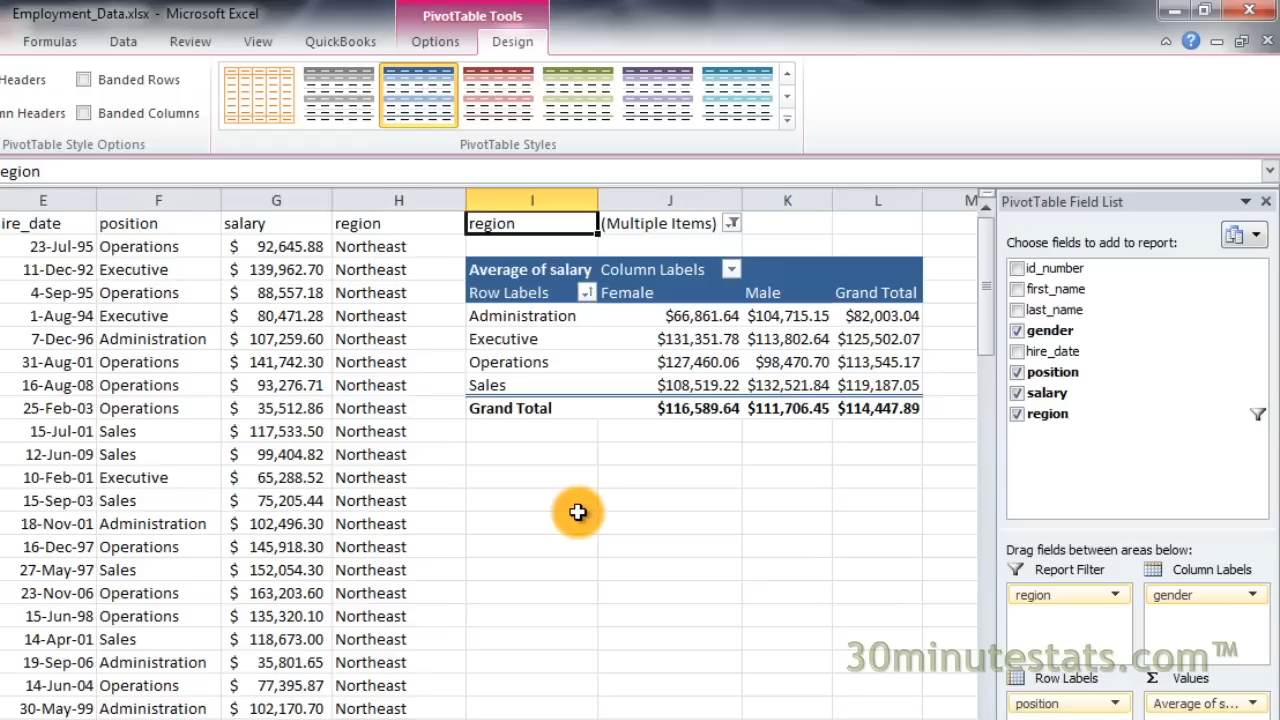 Employment_Data.xlsx - Microsoft Excel
PivotTable Tools
Formulas Data Review View QuickBooks Options Design
Headers Banded Rows
n Headers Banded Columns
PivotTable Style Options PivotTable Styles
egion
E F G H I J K L M
ire_date position salary region region (Multiple Items)
23-Jul-95 Operations $ 92,645.88 Northeast
11-Dec-92 Executive $ 139,962.70 Northeast Average of salary Column Labels
4-Sep-95 Operations $ 88,557.18 Northeast Row Labels Female Male Grand Total
1-Aug-94 Executive $ 80,471.28 Northeast Administration $66,861.64 $104,715.15 $82,003.04
7-Dec-96 Administration $ 107,259.60 Northeast Executive $131,351.78 $113,802.64 $125,502.07
31-Aug-01 Operations $ 141,742.30 Northeast Operations $127,460.06 $98,470.70 $113,545.17
16-Aug-08 Operations $ 93,276.71 Northeast Sales $108,519.22 $132,521.84 $119,187.05
25-Feb-03 Operations $ 35,512.86 Northeast Grand Total $116,589.64 $111,706.45 $114,447.89
15-Jul-01 Sales $ 117,533.50 Northeast
12-Jun-09 Sales $ 99,404.82 Northeast
10-Feb-01 Executive $ 65,288.52 Northeast
15-Sep-03 Sales $ 75,205.44 Northeast
18-Nov-01 Administration $ 102,496.30 Northeast
16-Dec-97 Operations $ 145,918.30 Northeast
27-May-97 Sales $ 152,054.30 Northeast
23-Nov-06 Operations $ 163,203.60 Northeast
15-Jun-98 Operations $ 135,320.10 Northeast
14-Apr-01 Sales $ 118,673.00 Northeast
19-Sep-06 Administration $ 35,801.65 Northeast
14-Jun-04 Operations $ 77,395.87 Northeast
30-May-99 Administration $ 102,170.70 Northeast
PivotTable Field List
Choose fields to add to report:
id_number
first_name
last_name
gender
hire_date
position
salary
region
Drag fields between areas below:
Report Filter Column Labels
region gender
30minutestats.com™
Row Labels Σ Values
position Average of s...